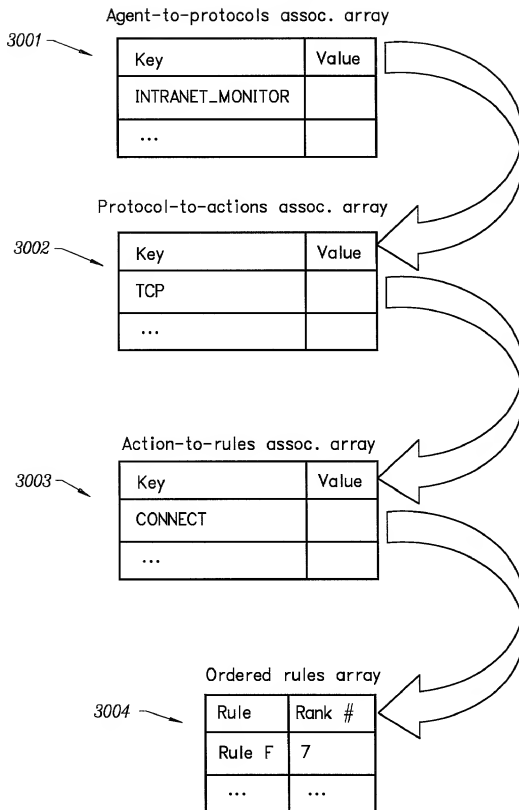 Agent-to-protocols assoc. array
3001
Key Value
INTRANET_MONITOR
...
Protocol-to-actions assoc. array
3002
Key Value
TCP
...
Action-to-rules assoc. array
3003
Key Value
CONNECT
...
Ordered rules array
3004
Rule Rank #
Rule F 7
... ...